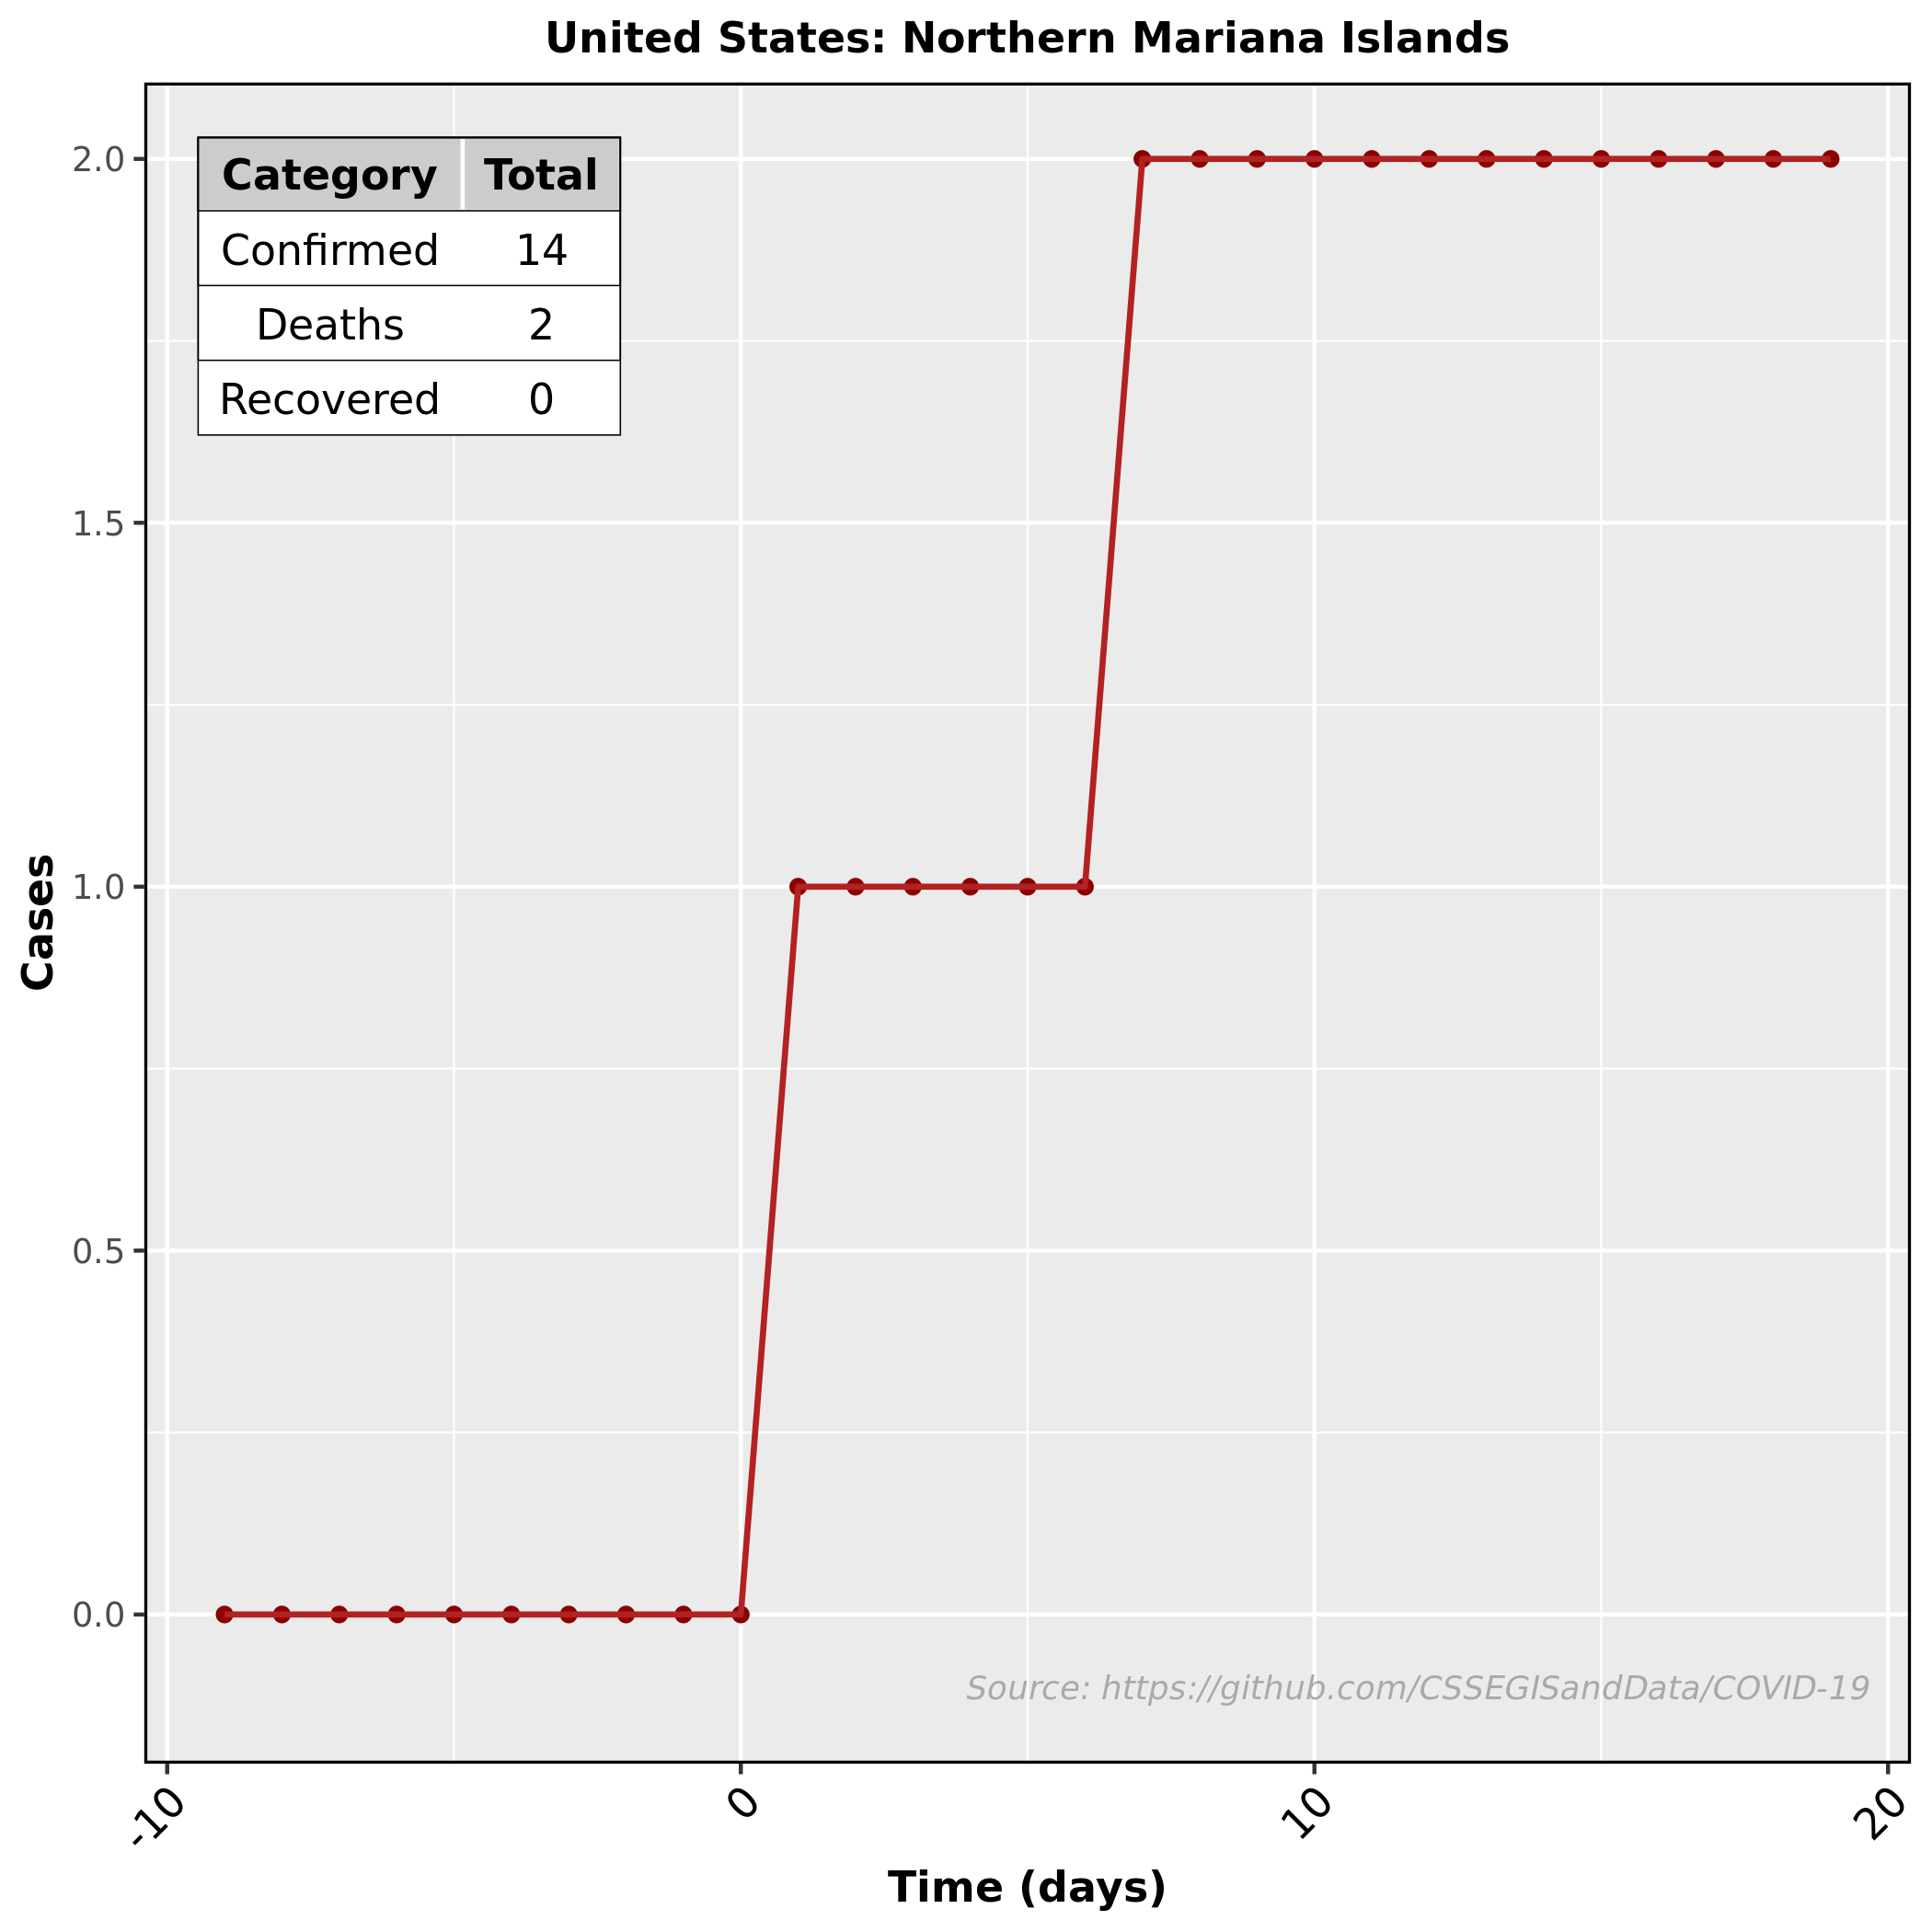 United States: Northern Mariana Islands
Category Total
Confirmed 14
Deaths 2
Recovered 0
2.0
1.5
1.0
0.5
0.0
Cases
Source: https://github.com/CSSEGISandData/COVID-19
-10 0 10 20
Time (days)